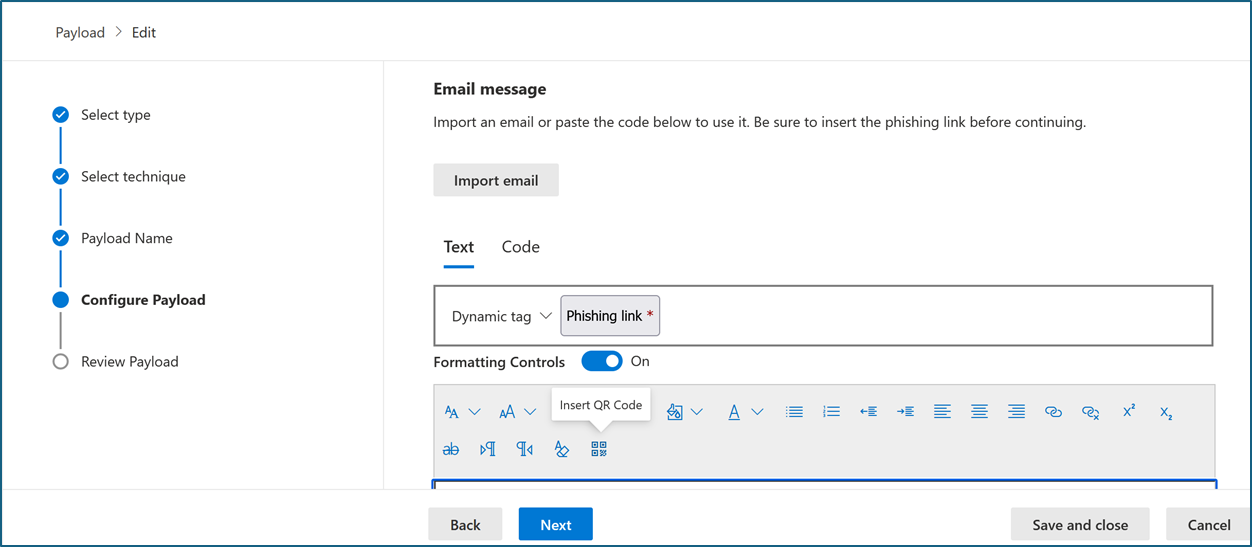 Payload > Edit
Select type
Select technique
Payload Name
Configure Payload
Review Payload
Email message
Import an email or paste the code below to use it. Be sure to insert the phishing link before continuing.
Import email
Text Code
Dynamic tag Phishing link *
Formatting Controls On
Insert QR Code
Back Next Save and close Cancel